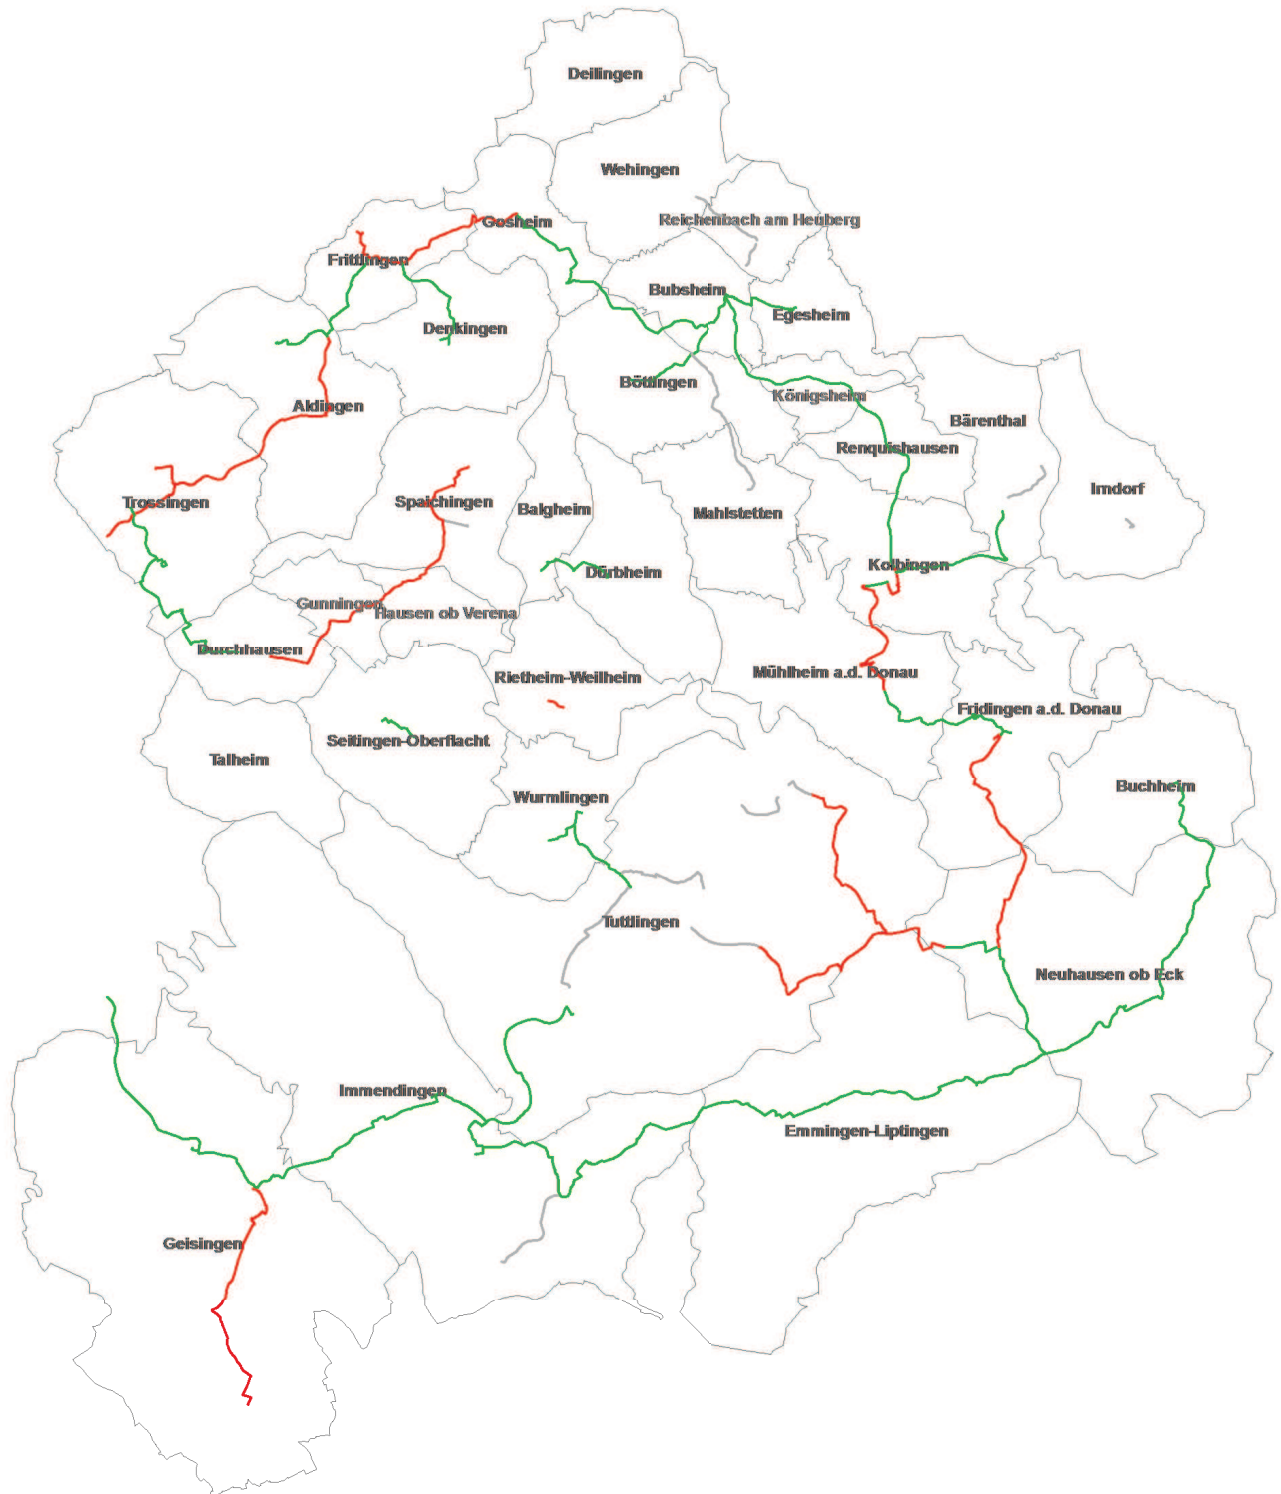 Deilingen
Wehingen
Reichenbach am Heuberg
Gosheim
Frittlingen
Bubsheim
Egesheim
Denkingen
Böttingen
Königsheim
Aldingen
Bärenthal
Renquishausen
Irndorf
Trossingen
Spaichingen
Balgheim
Mahlstetten
Kolbingen
Dürbheim
Gunningen
Hausen ob Verena
Durchhausen
Rietheim-Weilheim
Mühlheim a.d. Donau
Fridingen a.d. Donau
Seitingen-Oberflacht
Talheim
Buchheim
Wurmlingen
Tuttlingen
Neuhausen ob Eck
Immendingen
Emmingen-Liptingen
Geisingen